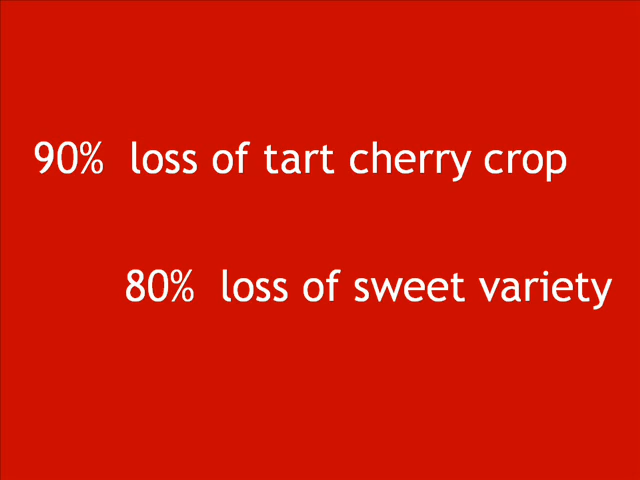 90% loss of tart cherry crop
80% loss of sweet variety